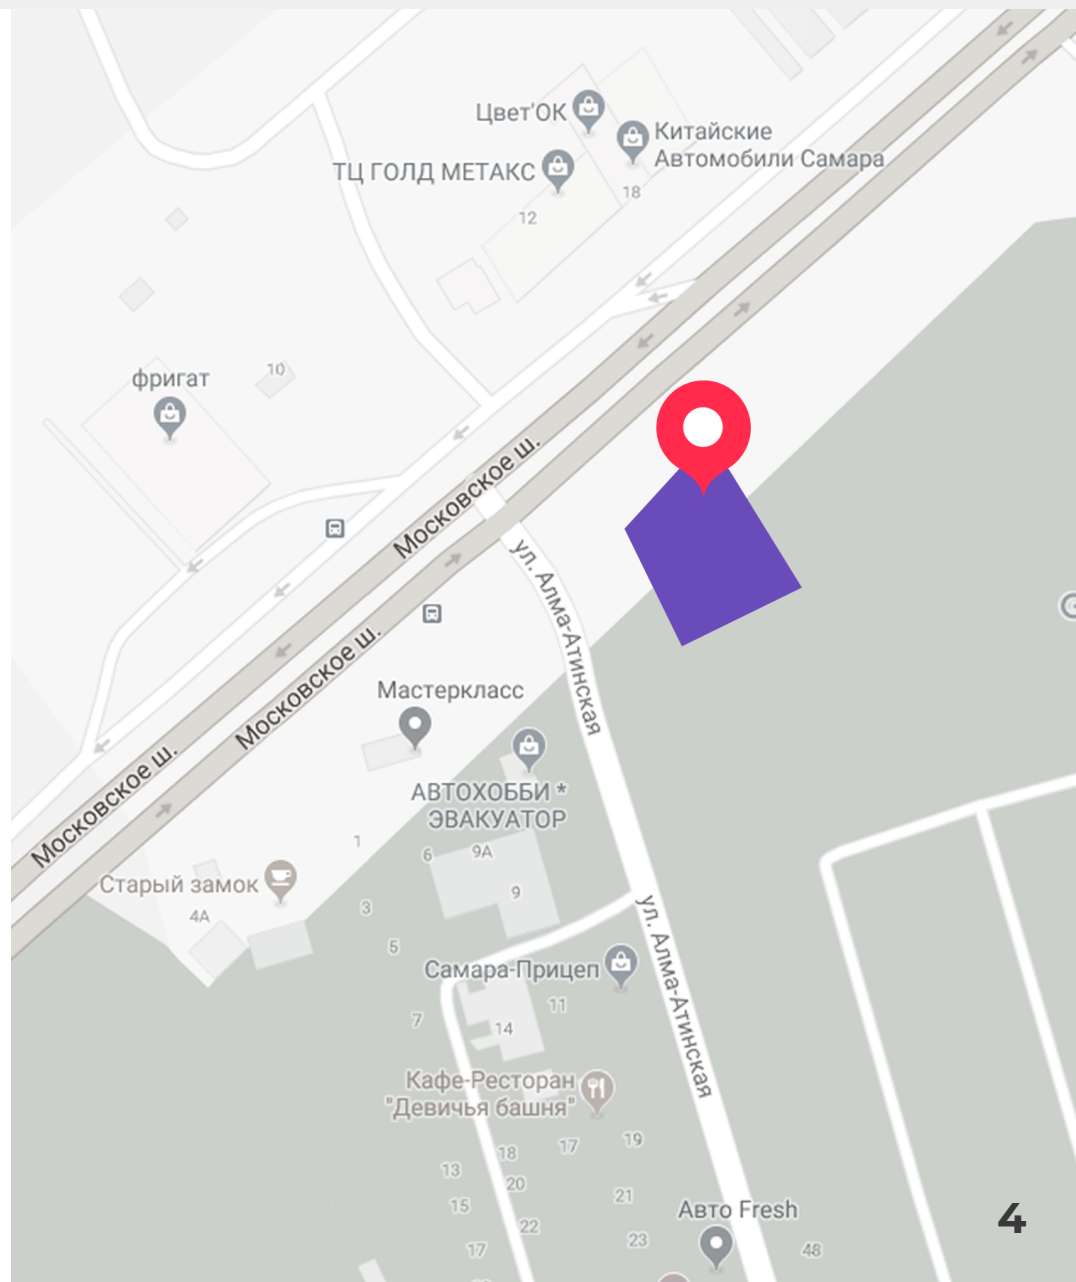 Цвет'ОК
Китайские
Автомобили Самара
ТЦ ГОЛД МЕТАКС
18
12
10
фригат
Московское ш.
ул. Алма-Атинская
Московское ш.
Мастеркласс
Московское ш.
АВТОХОББИ *
ЭВАКУАТОР
1
6
9А
Старый замок
9
4А
3
5
ул. Алма-Атинская
Самара-Прицеп
11
7
14
Кафе-Ресторан
"Девичья башня"
19
17
18
13
20
21
15
Авто Fresh
22
4
23
17
48